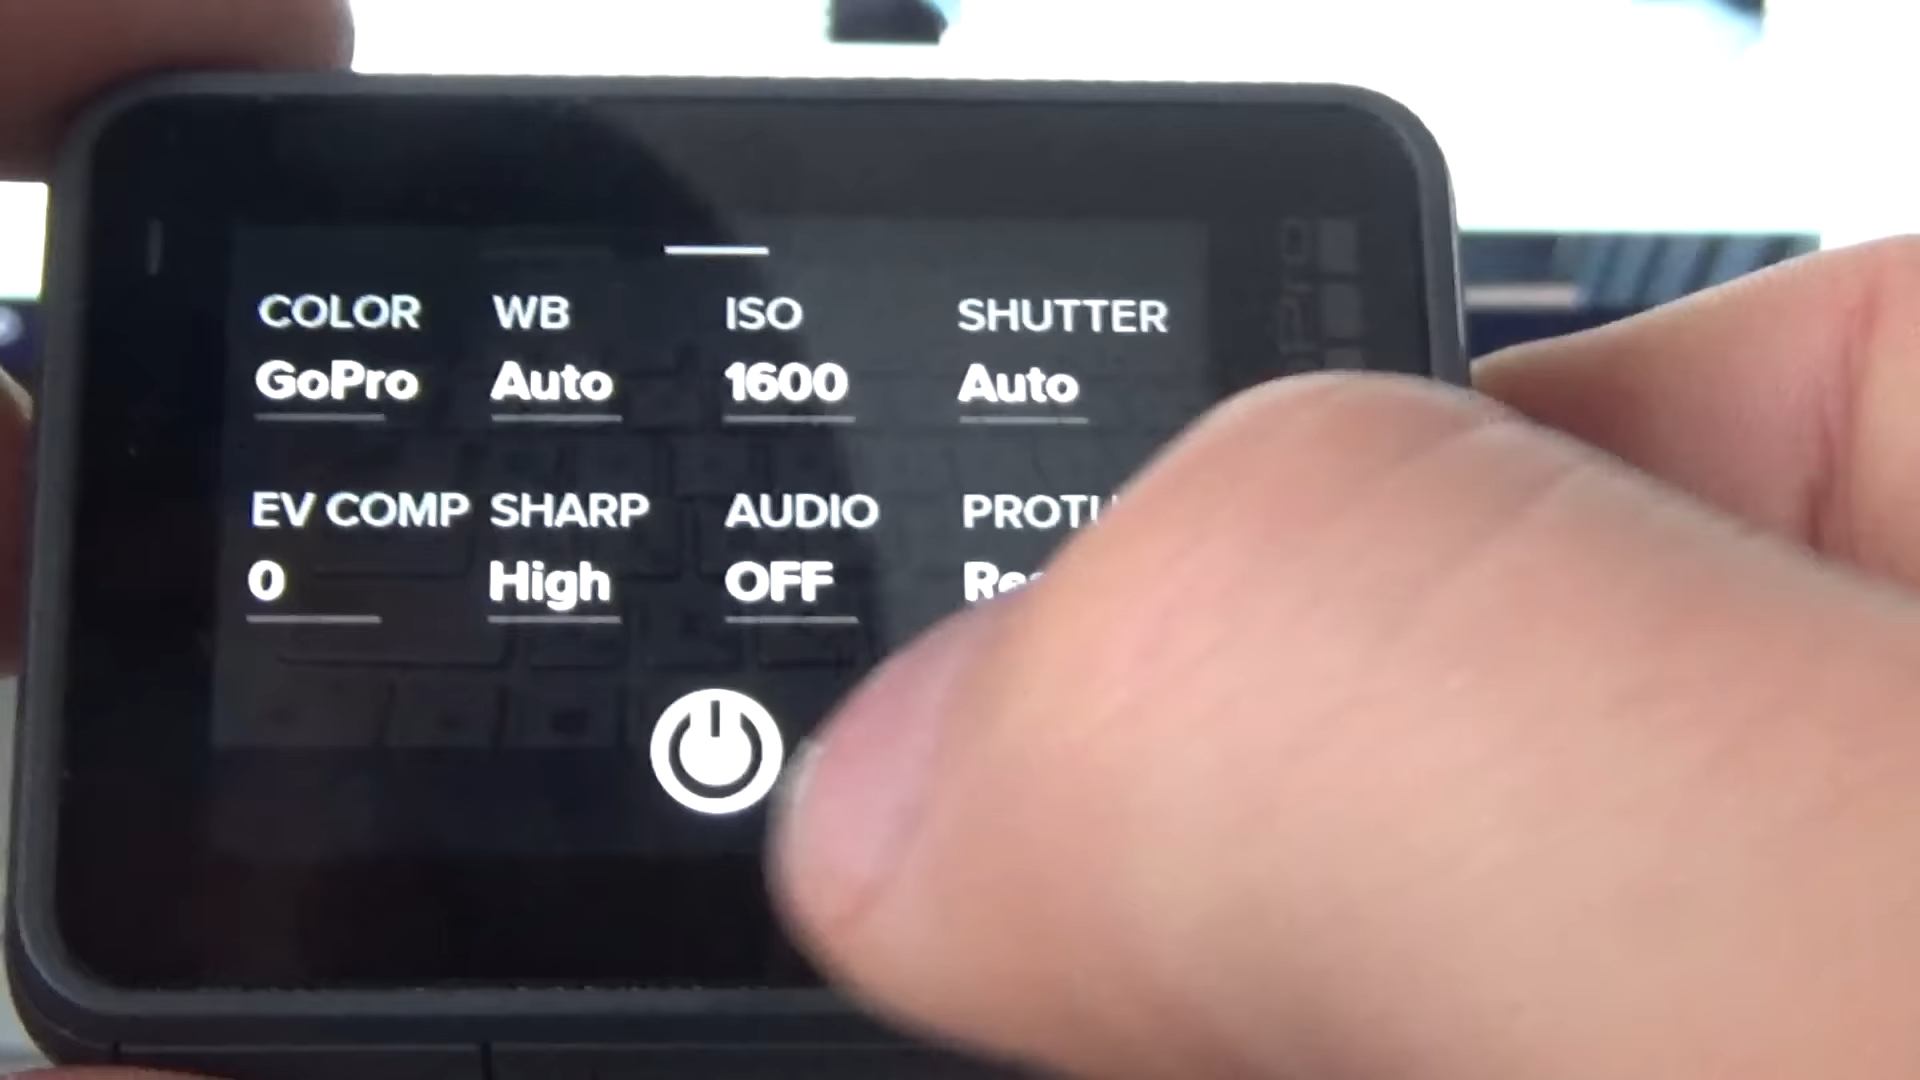 COLOR WB ISO SHUTTER
GoPro Auto 1600 Auto
EV COMP SHARP AUDIO
0 High OFF